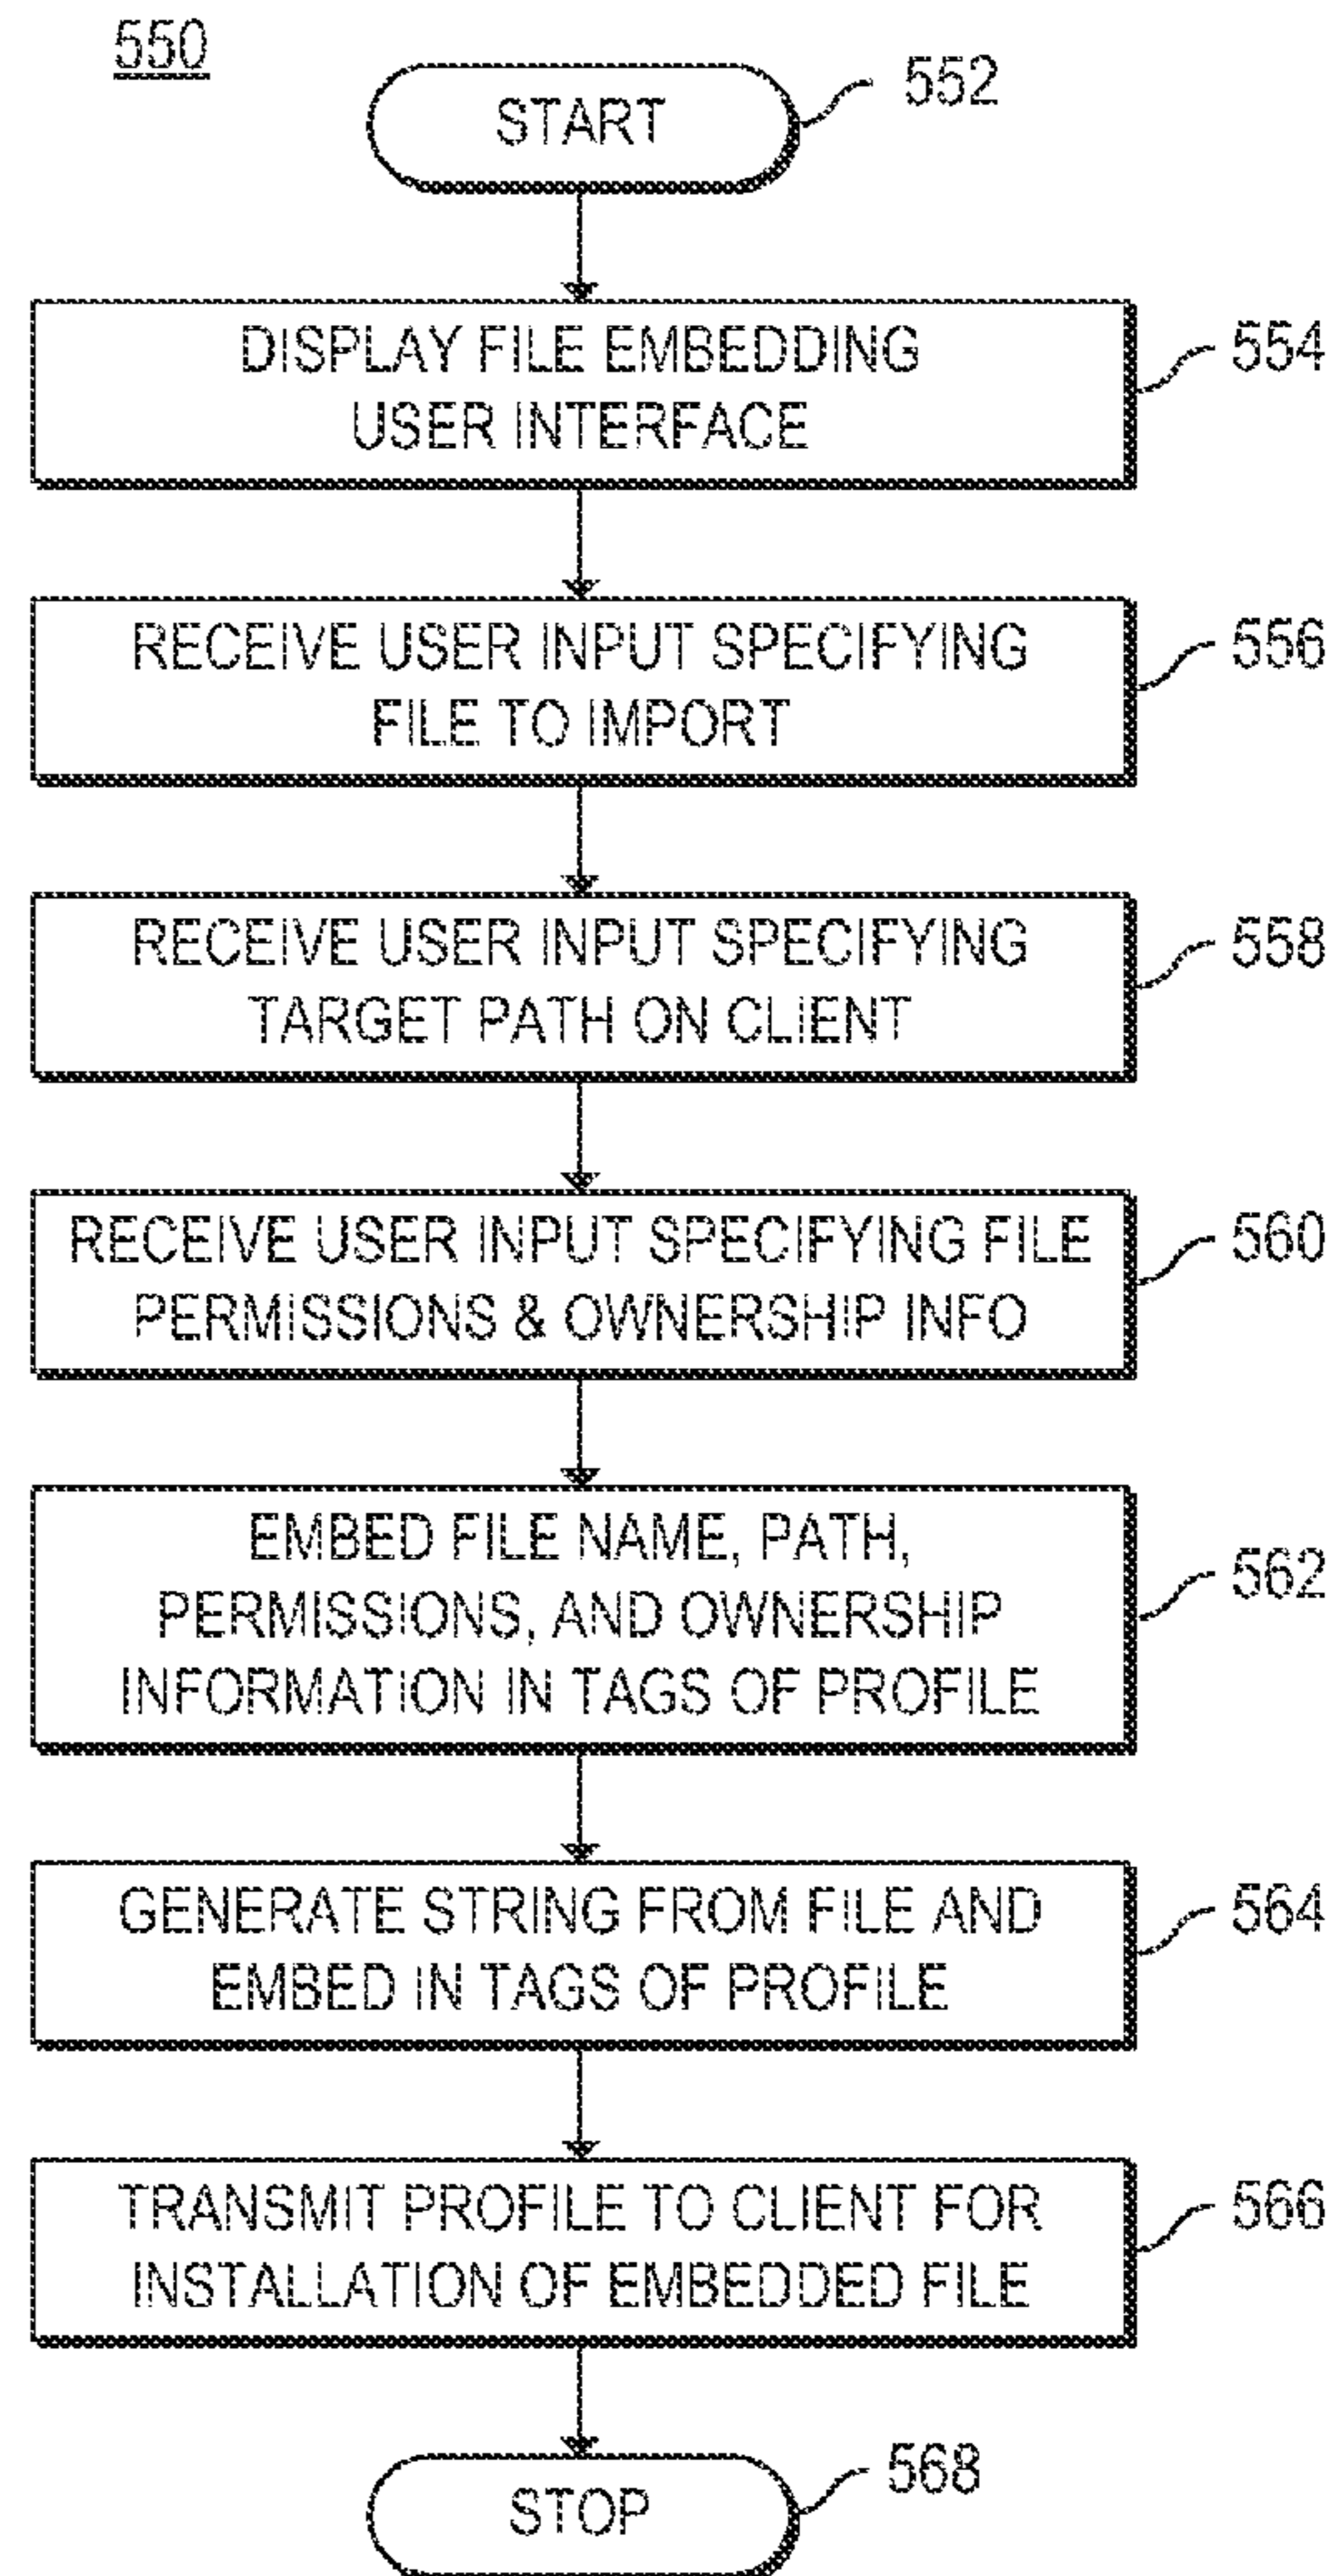 550
START
552
DISPLAY FILE EMBEDDING
USER INTERFACE
554
RECEIVE USER INPUT SPECIFYING
FILE TO IMPORT
556
RECEIVE USER INPUT SPECIFYING
TARGET PATH ON CLIENT
558
RECEIVE USER INPUT SPECIFYING FILE
PERMISSIONS & OWNERSHIP INFO
560
EMBED FILE NAME, PATH,
PERMISSIONS, AND OWNERSHIP
INFORMATION IN TAGS OF PROFILE
562
GENERATE STRING FROM FILE AND
EMBED IN TAGS OF PROFILE
564
TRANSMIT PROFILE TO CLIENT FOR
INSTALLATION OF EMBEDDED FILE
566
STOP
568